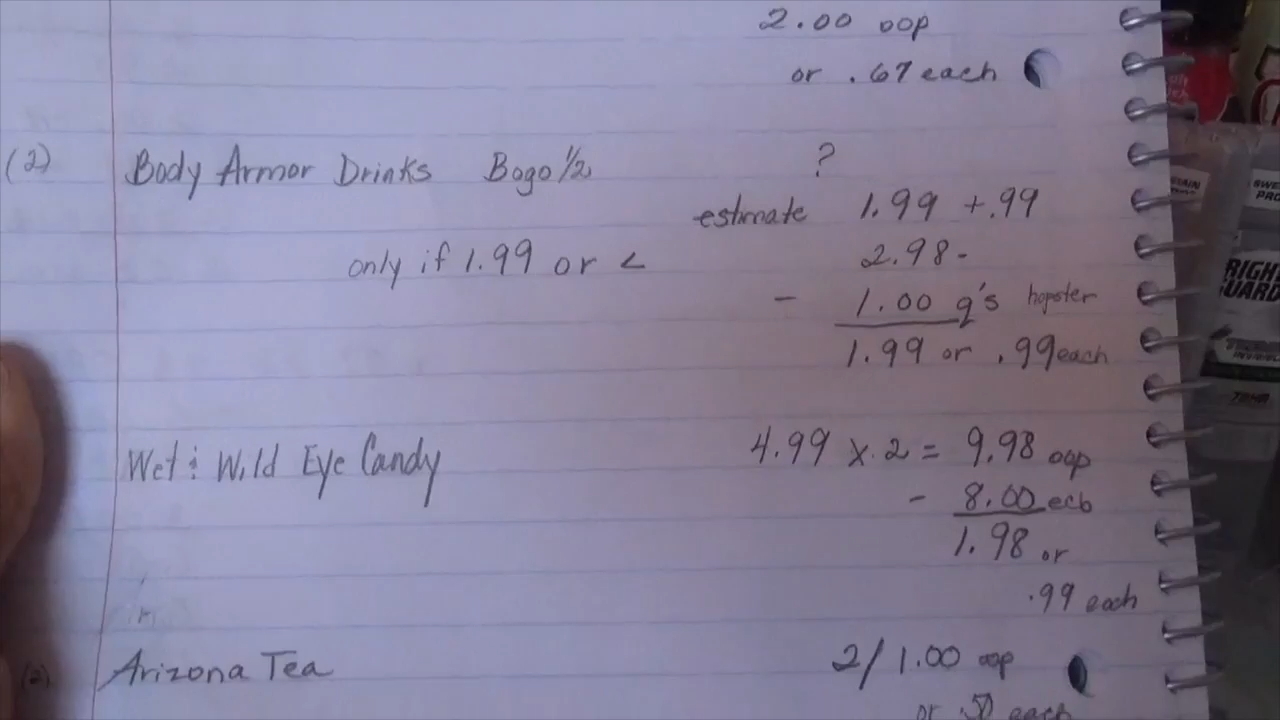 2.00 oop
or .67 each
(2) Body Armor Drinks Bogo 1/2 ?
estimate 1.99 + .99
only if 1.99 or < 2.98-
- 1.00 q's hopster
1.99 or .99 each
Wet & Wild Eye Candy 4.99 x 2 = 9.98 oop
- 8.00 ecb
1.98 or
.99 each
(2) Arizona Tea 2/1.00 oop
or .50 each
RIGHT
GUARD